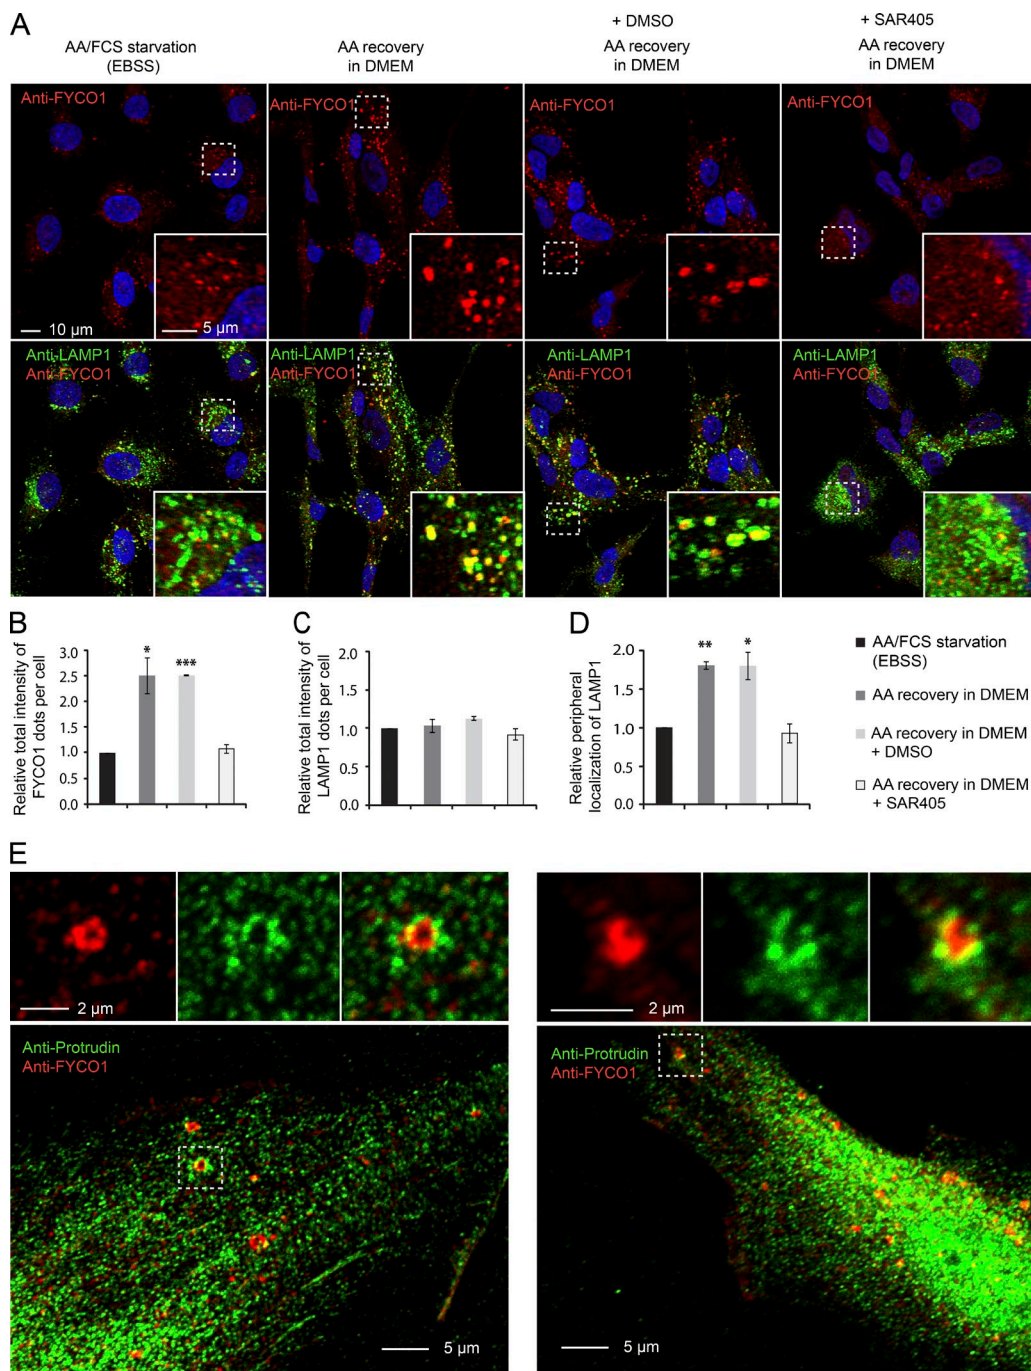 A
AA/FCS starvation
(EBSS)
AA recovery
in DMEM
+ DMSO
AA recovery
in DMEM
+ SAR405
AA recovery
in DMEM
Anti-FYCO1
Anti-FYCO1
Anti-FYCO1
Anti-FYCO1
10 µm
5 µm
Anti-LAMP1
Anti-FYCO1
Anti-LAMP1
Anti-FYCO1
Anti-LAMP1
Anti-FYCO1
Anti-LAMP1
Anti-FYCO1
B
Relative total intensity of
FYCO1 dots per cell
3.0
2.5
2.0
1.5
1.0
0.5
0.0
*
***
C
Relative total intensity of
LAMP1 dots per cell
2.0
1.5
1.0
0.5
0.0
D
Relative peripheral
localization of LAMP1
2.0
1.5
1.0
0.5
0.0
**
*
AA/FCS starvation
(EBSS)
AA recovery in DMEM
AA recovery in DMEM
+ DMSO
AA recovery in DMEM
+ SAR405
E
2 µm
2 µm
Anti-Protrudin
Anti-FYCO1
5 µm
Anti-Protrudin
Anti-FYCO1
5 µm